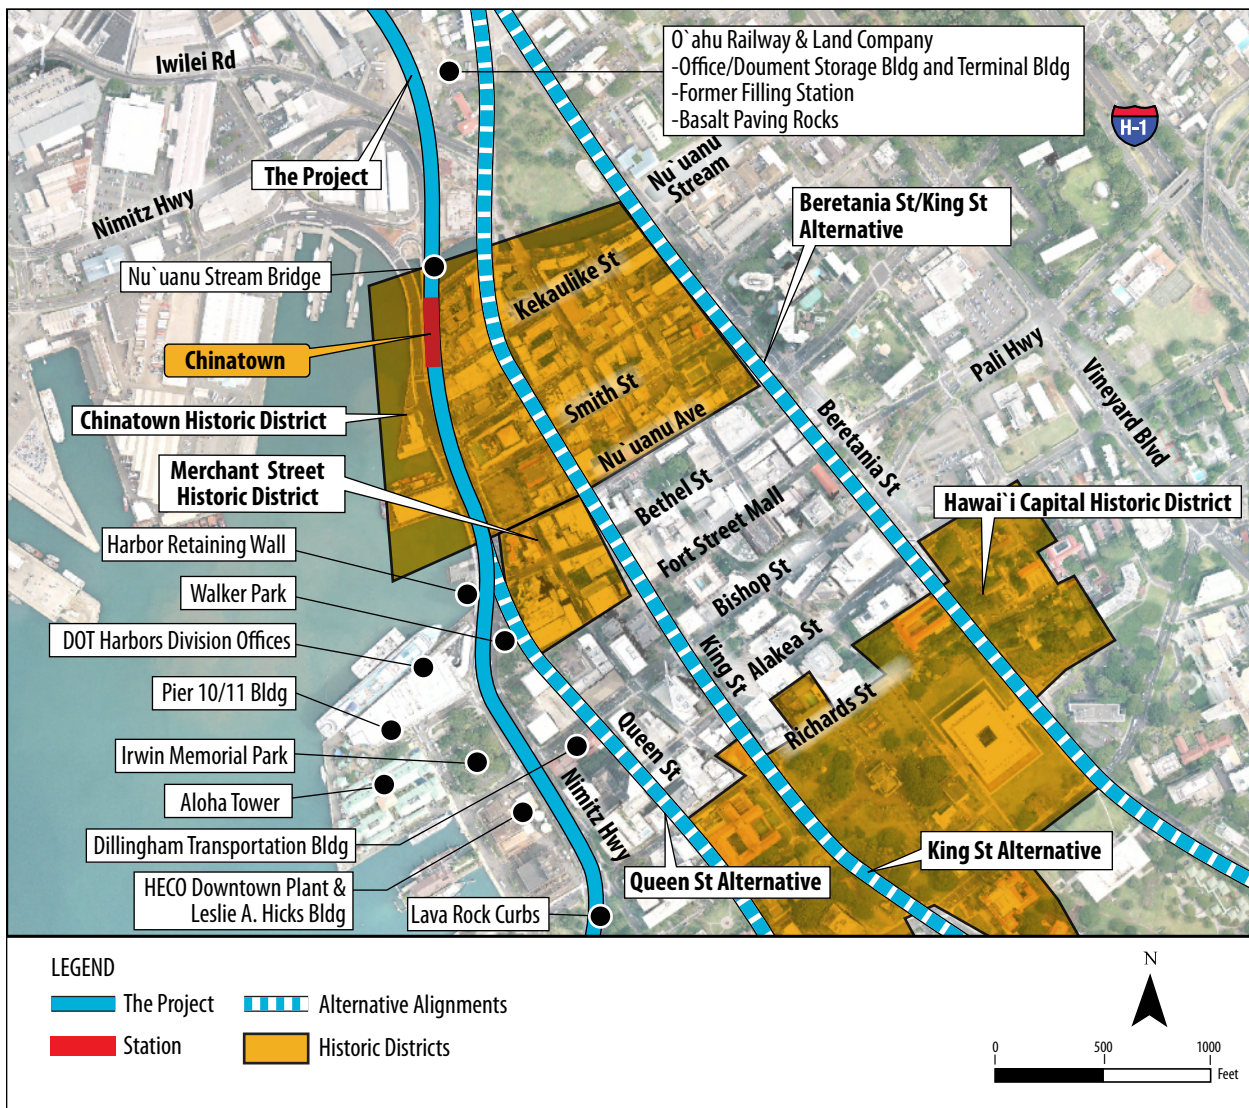 Iwilei Rd
O`ahu Railway & Land Company
-Office/Doument Storage Bldg and Terminal Bldg
-Former Filling Station
-Basalt Paving Rocks
H-1
The Project
Nu`uanu
Stream
Nimitz Hwy
Beretania St/King St
Alternative
Nu`uanu Stream Bridge
Kekaulike St
Chinatown
Pali Hwy
Vineyard Blvd
Smith St
Chinatown Historic District
Nu`uanu Ave
Beretania St
Merchant Street
Historic District
Bethel St
Fort Street Mall
Hawai`i Capital Historic District
Harbor Retaining Wall
Bishop St
Walker Park
Alakea St
King St
DOT Harbors Division Offices
Richards St
Pier 10/11 Bldg
Queen St
Irwin Memorial Park
Aloha Tower
Nimitz Hwy
Dillingham Transportation Bldg
King St Alternative
Queen St Alternative
HECO Downtown Plant &
Leslie A. Hicks Bldg
Lava Rock Curbs
LEGEND
The Project
Alternative Alignments
Station
Historic Districts
N
0 500 1000
Feet